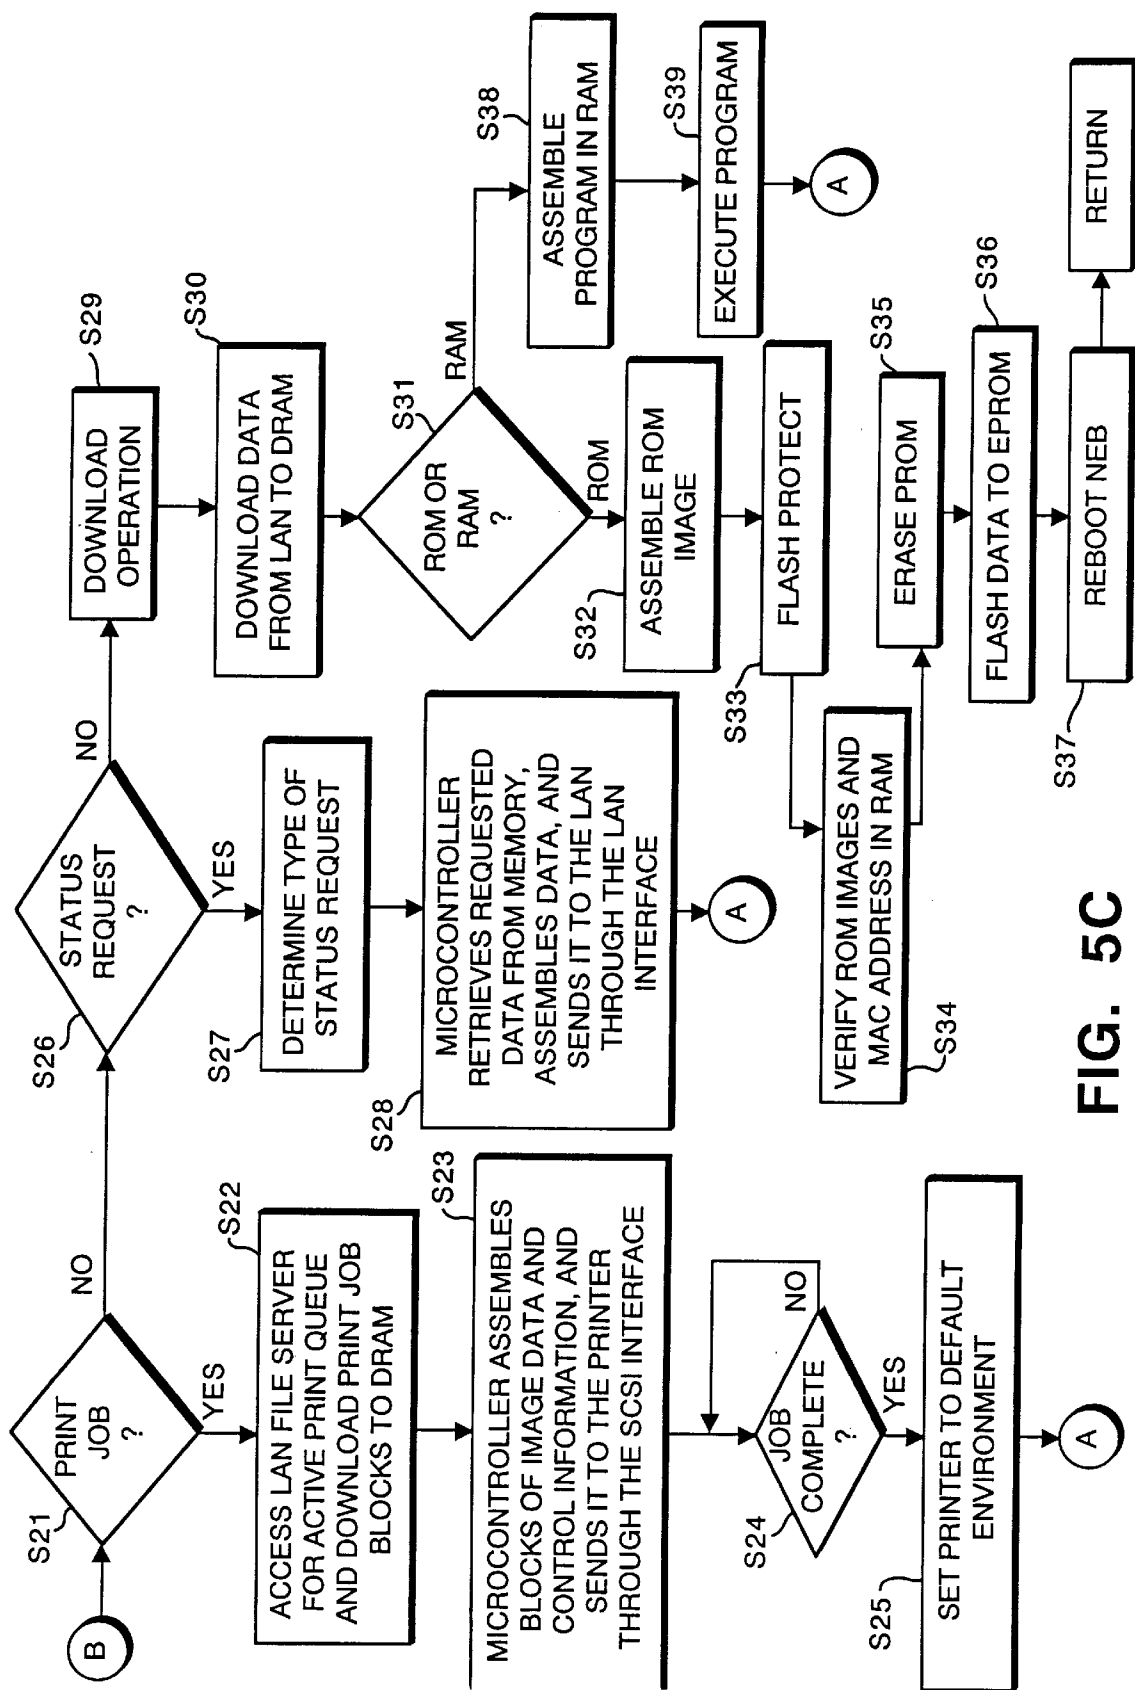 B
S21
PRINT
JOB
?
NO
YES
S22
ACCESS LAN FILE SERVER
FOR ACTIVE PRINT QUEUE
AND DOWNLOAD PRINT JOB
BLOCKS TO DRAM
S23
MICROCONTROLLER ASSEMBLES
BLOCKS OF IMAGE DATA AND
CONTROL INFORMATION, AND
SENDS IT TO THE PRINTER
THROUGH THE SCSI INTERFACE
S24
JOB
COMPLETE
?
NO
YES
S25
SET PRINTER TO DEFAULT
ENVIRONMENT
A
S26
STATUS
REQUEST
?
NO
YES
S27
DETERMINE TYPE OF
STATUS REQUEST
S28
MICROCONTROLLER
RETRIEVES REQUESTED
DATA FROM MEMORY,
ASSEMBLES DATA, AND
SENDS IT TO THE LAN
THROUGH THE LAN
INTERFACE
A
S29
DOWNLOAD
OPERATION
S30
DOWNLOAD DATA
FROM LAN TO DRAM
S31
ROM OR
RAM
?
RAM
ROM
S32
ASSEMBLE ROM
IMAGE
S33
FLASH PROTECT
S34
VERIFY ROM IMAGES AND
MAC ADDRESS IN RAM
S35
ERASE PROM
S36
FLASH DATA TO EPROM
S37
REBOOT NEB
RETURN
S38
ASSEMBLE
PROGRAM IN RAM
S39
EXECUTE PROGRAM
A
FIG. 5C